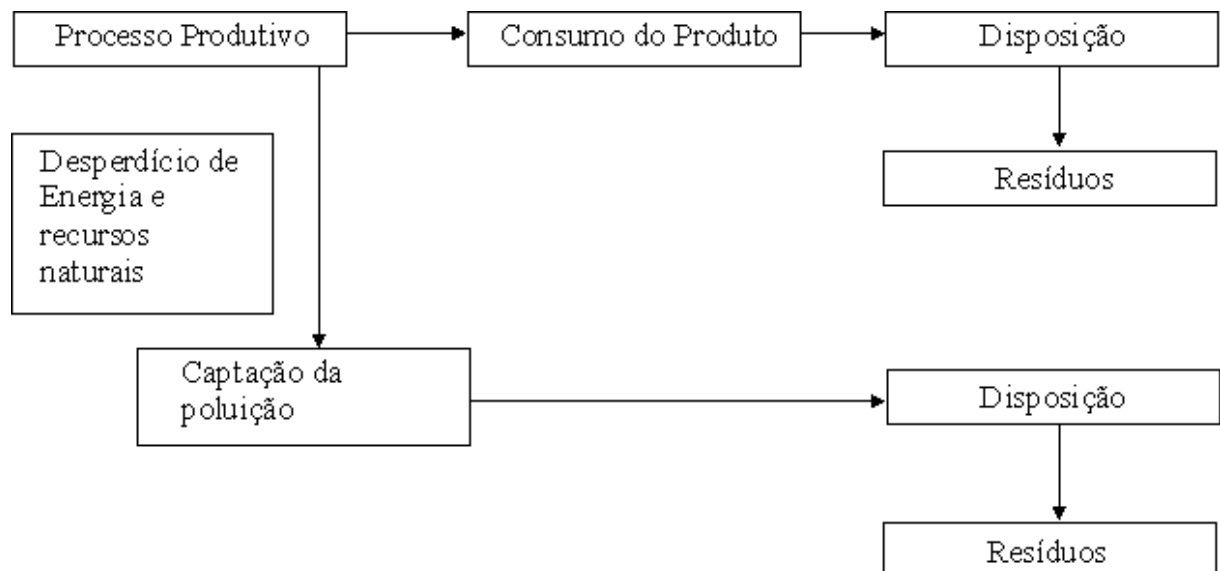 Processo Produtivo
Consumo do Produto
Disposição
Resíduos
Desperdício de
Energia e
recursos
naturais
Captação da
poluição
Disposição
Resíduos